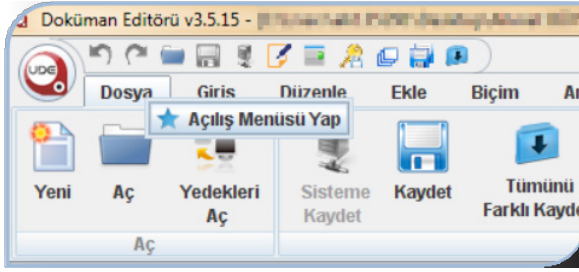 Doküman Editörü v3.5.15 -
UDE
Dosya Giriş Düzenle Ekle Biçim
Açılış Menüsü Yap
Yeni Aç Yedekleri Aç Sisteme Kaydet Kaydet Tümünü Farklı
Aç